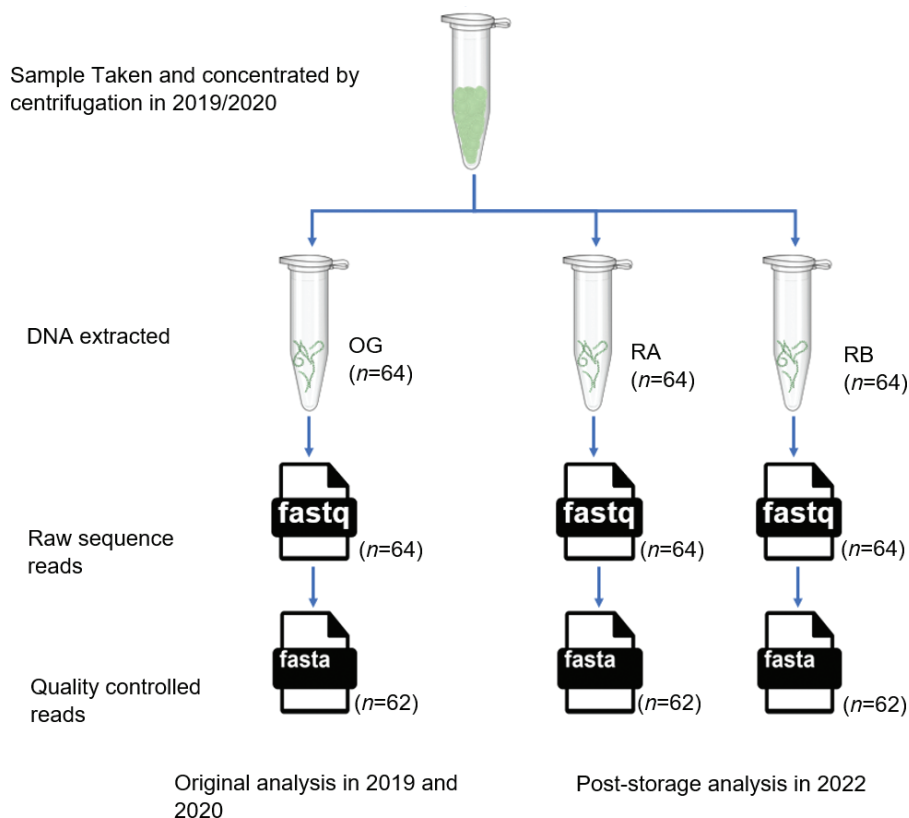 Sample Taken and concentrated by
centrifugation in 2019/2020
DNA extracted
OG
(n=64)
RA
(n=64)
RB
(n=64)
Raw sequence
reads
fastq
(n=64)
fastq
(n=64)
fastq
(n=64)
Quality controlled
reads
fasta
(n=62)
fasta
(n=62)
fasta
(n=62)
Original analysis in 2019 and
2020
Post-storage analysis in 2022